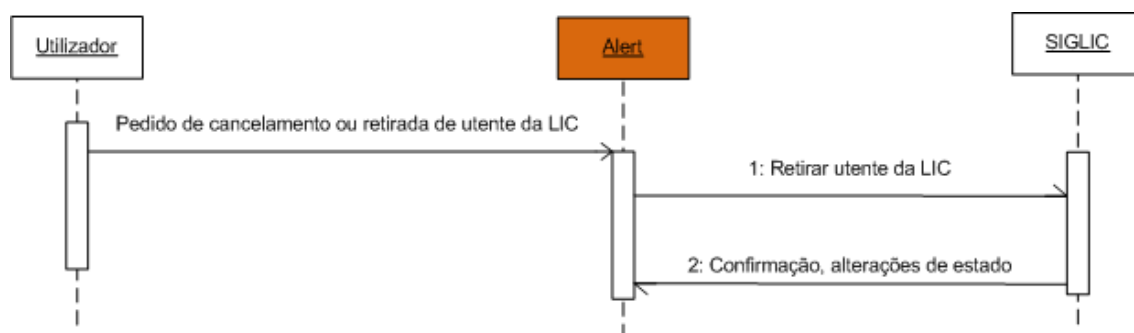 Utilizador
Alert
SIGLIC
Pedido de cancelamento ou retirada de utente da LIC
1: Retirar utente da LIC
2: Confirmação, alterações de estado